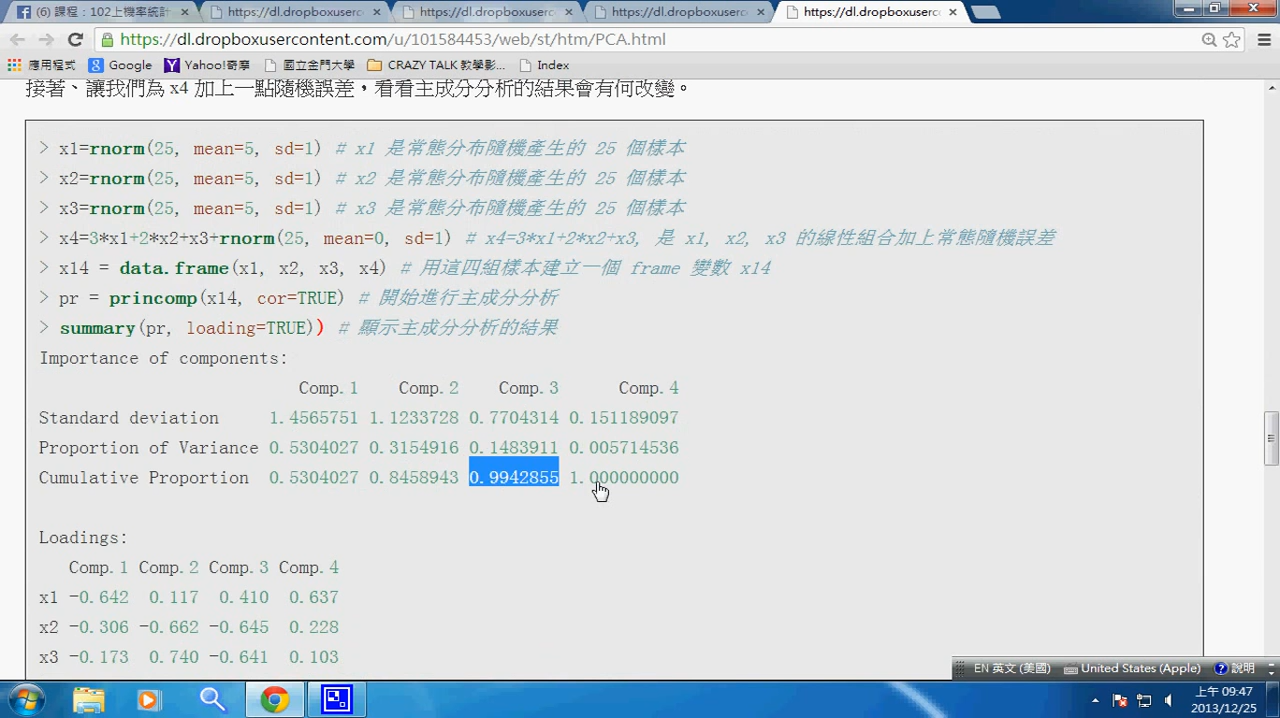 (6) 課程：102上機率統計
https://dl.dropboxuserc
https://dl.dropboxuserc
https://dl.dropboxuserc
https://dl.dropboxuserco
https://dl.dropboxusercontent.com/u/101584453/web/st/htm/PCA.html
應用程式 Google Yahoo!奇摩 國立金門大學 CRAZY TALK 教學影... Index
接著、讓我們為 x4 加上一點隨機誤差，看看主成分分析的結果會有何改變。
> x1=rnorm(25, mean=5, sd=1) # x1 是常態分布隨機產生的 25 個樣本
> x2=rnorm(25, mean=5, sd=1) # x2 是常態分布隨機產生的 25 個樣本
> x3=rnorm(25, mean=5, sd=1) # x3 是常態分布隨機產生的 25 個樣本
> x4=3*x1+2*x2+x3+rnorm(25, mean=0, sd=1) # x4=3*x1+2*x2+x3, 是 x1, x2, x3 的線性組合加上常態隨機誤差
> x14 = data.frame(x1, x2, x3, x4) # 用這四組樣本建立一個 frame 變數 x14
> pr = princomp(x14, cor=TRUE) # 開始進行主成分分析
> summary(pr, loading=TRUE)) # 顯示主成分分析的結果
Importance of components:
Comp.1 Comp.2 Comp.3 Comp.4
Standard deviation 1.4565751 1.1233728 0.7704314 0.151189097
Proportion of Variance 0.5304027 0.3154916 0.1483911 0.005714536
Cumulative Proportion 0.5304027 0.8458943 0.9942855 1.000000000
Loadings:
Comp.1 Comp.2 Comp.3 Comp.4
x1 -0.642 0.117 0.410 0.637
x2 -0.306 -0.662 -0.645 0.228
x3 -0.173 0.740 -0.641 0.103
EN 英文 (美國) United States (Apple) 說明
上午 09:47
2013/12/25